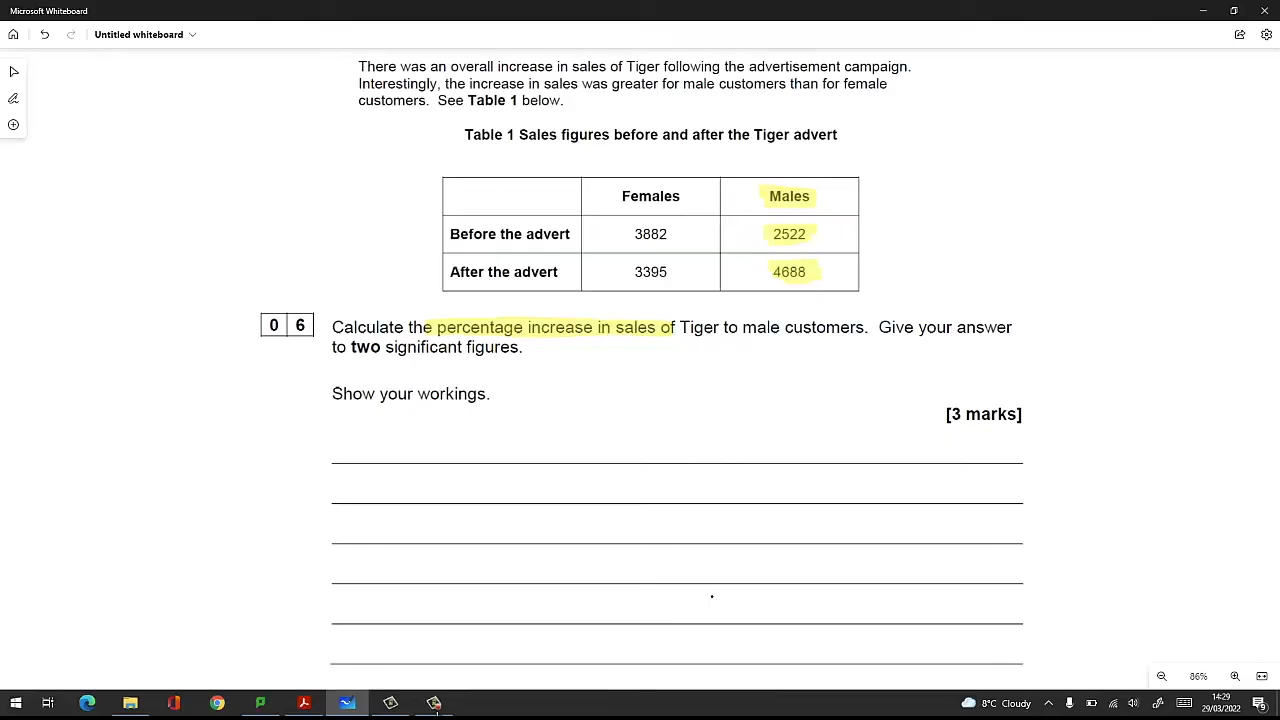 Microsoft Whiteboard
Untitled whiteboard
There was an overall increase in sales of Tiger following the advertisement campaign.
Interestingly, the increase in sales was greater for male customers than for female
customers. See Table 1 below.
Table 1 Sales figures before and after the Tiger advert
Females Males
Before the advert 3882 2522
After the advert 3395 4688
0 6 Calculate the percentage increase in sales of Tiger to male customers. Give your answer
to two significant figures.
Show your workings.
[3 marks]
86%
8°C Cloudy
14:29
29/03/2022